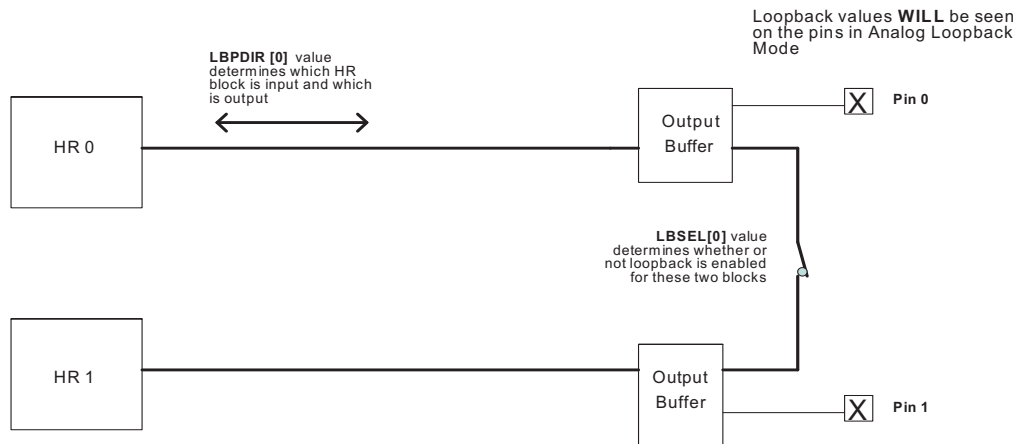 Loopback values WILL be seen
on the pins in Analog Loopback
Mode
LBPDIR [0] value
determines which HR
block is input and which
is output
HR 0
Output
Buffer
X
Pin 0
LBSEL[0] value
determines whether or
not loopback is enabled
for these two blocks
HR 1
Output
Buffer
X
Pin 1